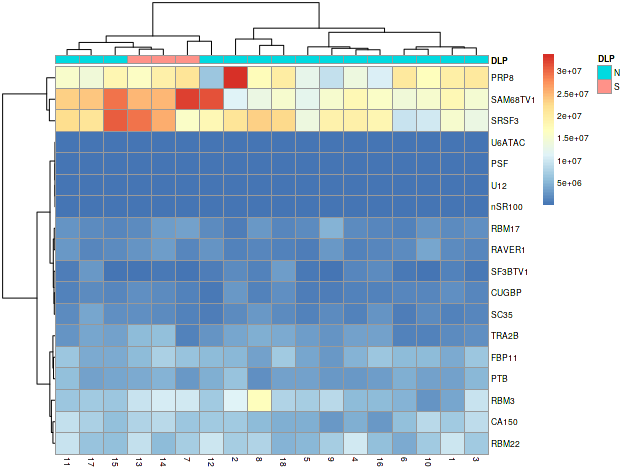 DLP
PRP8
SAM68TV1
SRSF3
U6ATAC
PSF
U12
nSR100
RBM17
RAVER1
SF3BTV1
CUGBP
SC35
TRA2B
FBP11
PTB
RBM3
CA150
RBM22
11 17 15 13 14 7 12 2 8 18 5 9 4 16 6 10 1 3
3e+07
2.5e+07
2e+07
1.5e+07
1e+07
5e+06
DLP
N
S